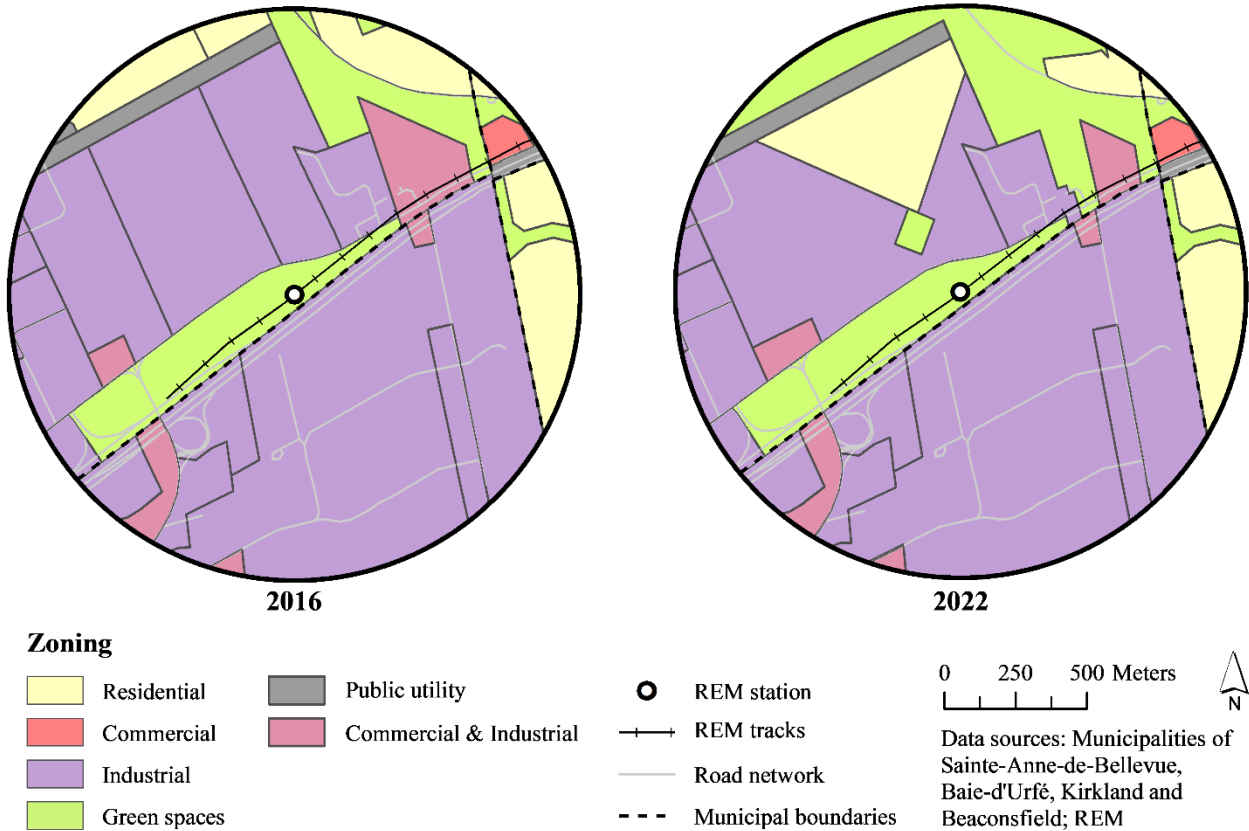 2016
2022
Zoning
Residential
Commercial
Industrial
Green spaces
Public utility
Commercial & Industrial
REM station
REM tracks
Road network
Municipal boundaries
0 250 500 Meters
N
Data sources: Municipalities of
Sainte-Anne-de-Bellevue,
Baie-d'Urfé, Kirkland and
Beaconsfield; REM